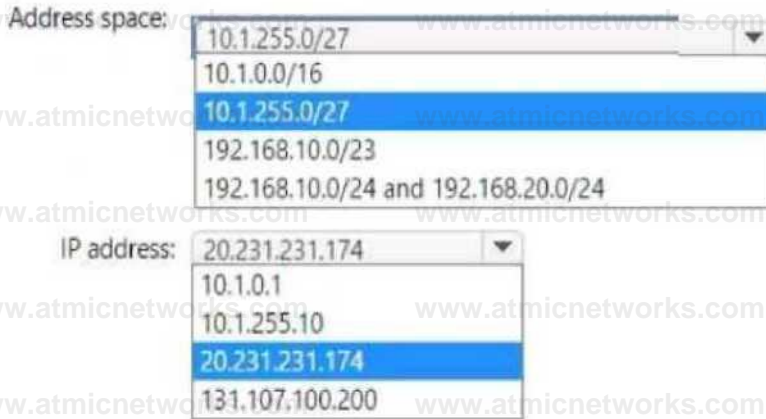 Address space:
10.1.255.0/27
10.1.0.0/16
10.1.255.0/27
192.168.10.0/23
192.168.10.0/24 and 192.168.20.0/24
IP address:
20.231.231.174
10.1.0.1
10.1.255.10
20.231.231.174
131.107.100.200
www.atmicnetworks.com